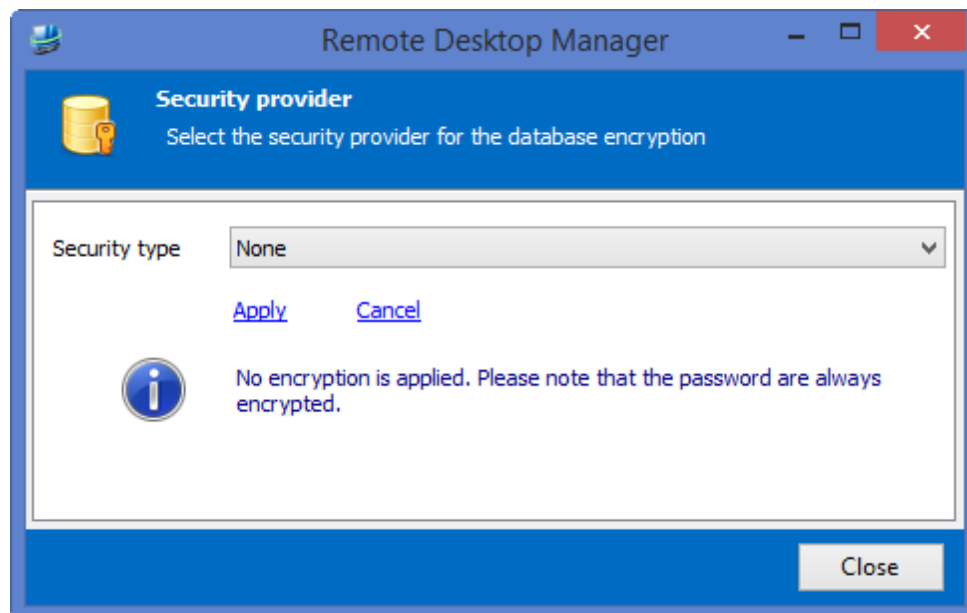 Remote Desktop Manager
Security provider
Select the security provider for the database encryption
Security type None
Apply Cancel
No encryption is applied. Please note that the password are always
encrypted.
Close